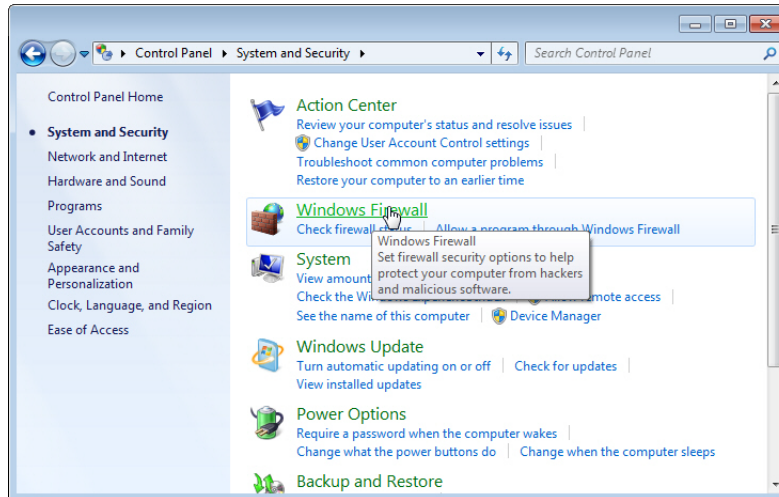 Control Panel System and Security Search Control Panel
Control Panel Home
System and Security
Network and Internet
Hardware and Sound
Programs
User Accounts and Family
Safety
Appearance and
Personalization
Clock, Language, and Region
Ease of Access
Action Center
Review your computer's status and resolve issues
Change User Account Control settings
Troubleshoot common computer problems
Restore your computer to an earlier time
Windows Firewall
Check firewall status Allow a program through Windows Firewall
Windows Firewall
Set firewall security options to help
protect your computer from hackers
and malicious software.
System
View amount
Check the remote access
See the name of this computer Device Manager
Windows Update
Turn automatic updating on or off Check for updates
View installed updates
Power Options
Require a password when the computer wakes
Change what the power buttons do Change when the computer sleeps
Backup and Restore